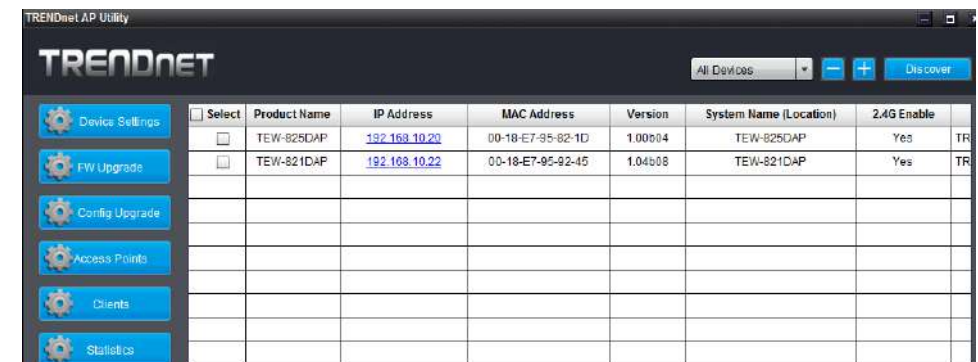 TRENDnet AP Utility
TRENDNET
All Devices
Discover
Select Product Name IP Address MAC Address Version System Name (Location) 2.4G Enable
TEW-825DAP 192.168.10.20 00-18-E7-95-82-1D 1.00b04 TEW-825DAP Yes TR
TEW-821DAP 192.168.10.22 00-18-E7-95-92-45 1.04b08 TEW-821DAP Yes TR
Device Settings
FW Upgrade
Config Upgrade
Access Points
Clients
Statistics